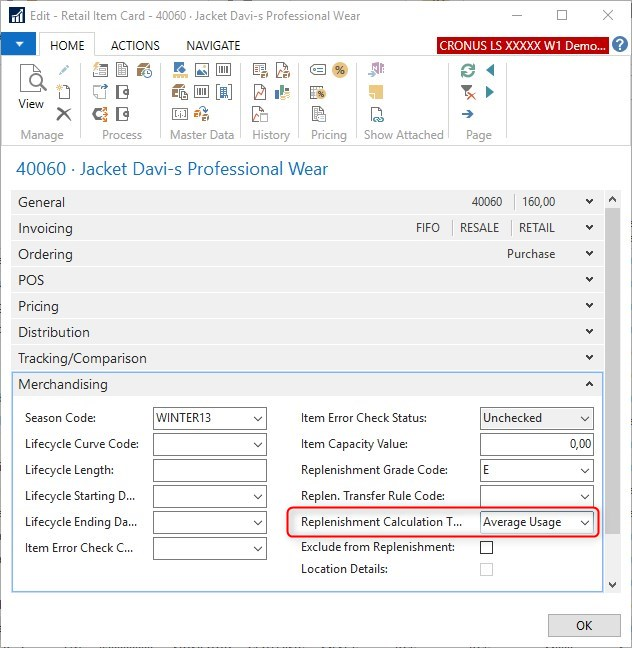 Edit - Retail Item Card - 40060 · Jacket Davi-s Professional Wear
HOME ACTIONS NAVIGATE CRONUS LS XXXXX W1 Demo... ?
View %
Manage Process Master Data History Pricing Show Attached Page
40060 · Jacket Davi-s Professional Wear
General 40060 160,00
Invoicing FIFO RESALE RETAIL
Ordering Purchase
POS
Pricing
Distribution
Tracking/Comparison
Merchandising
Season Code: WINTER13 Item Error Check Status: Unchecked
Lifecycle Curve Code: Item Capacity Value: 0,00
Lifecycle Length: Replenishment Grade Code: E
Lifecycle Starting D... Replen. Transfer Rule Code:
Lifecycle Ending Da... Replenishment Calculation T... Average Usage
Item Error Check C... Exclude from Replenishment:
Location Details:
OK